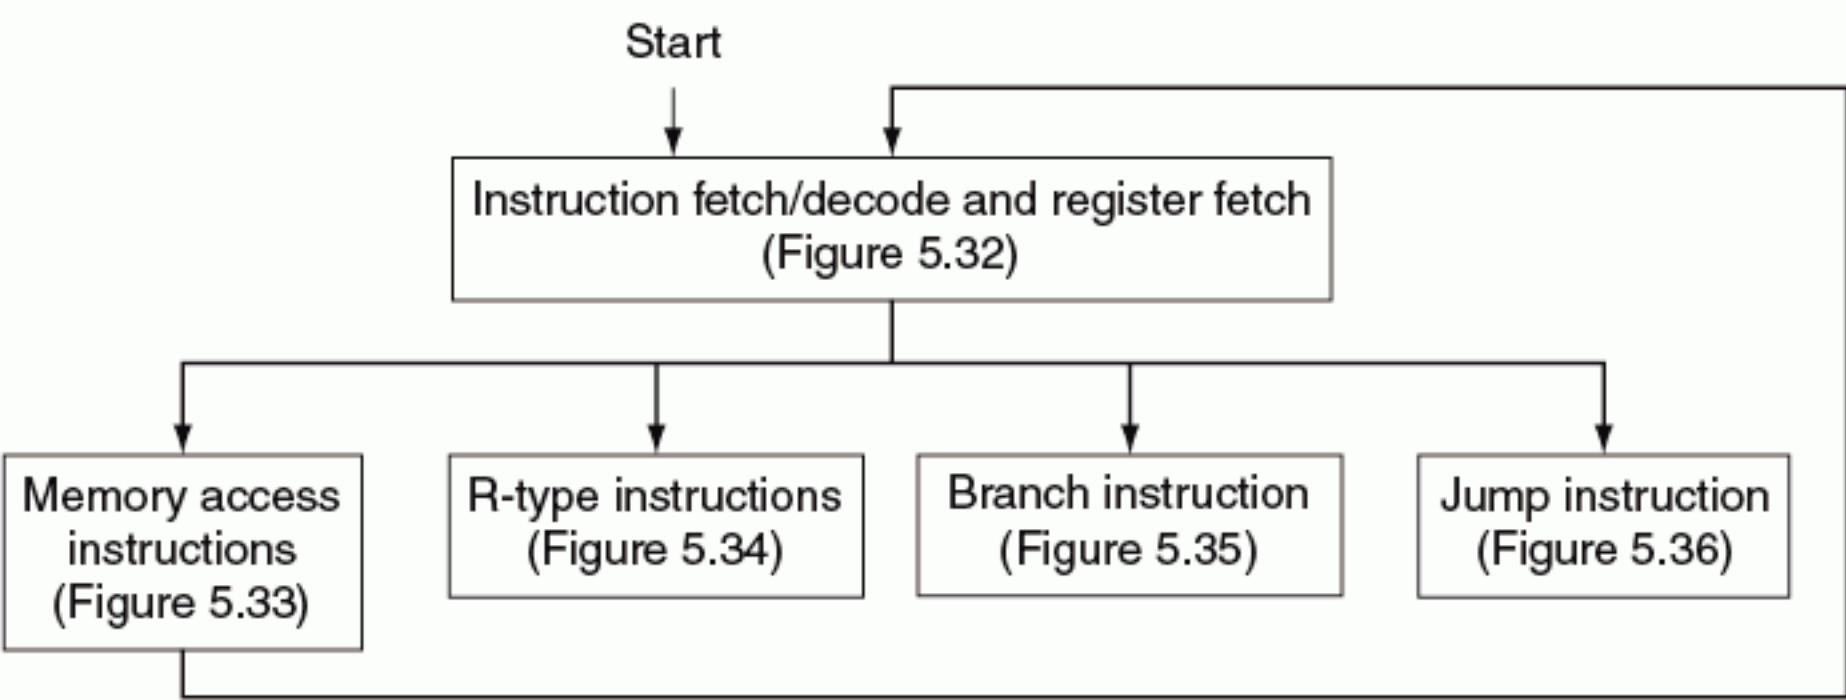 Start
Instruction fetch/decode and register fetch
(Figure 5.32)
Memory access
instructions
(Figure 5.33)
R-type instructions
(Figure 5.34)
Branch instruction
(Figure 5.35)
Jump instruction
(Figure 5.36)